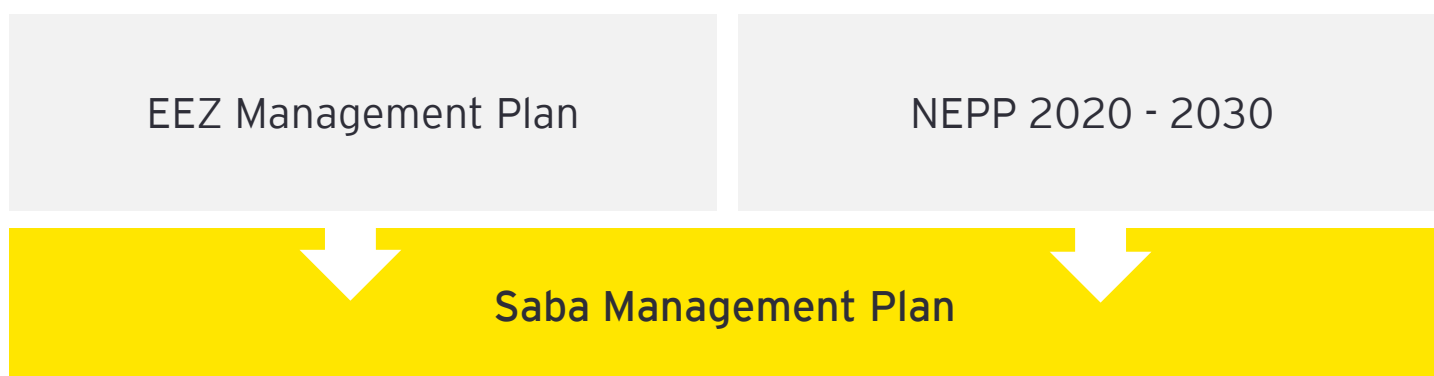 EEZ Management Plan
NEPP 2020 - 2030
Saba Management Plan